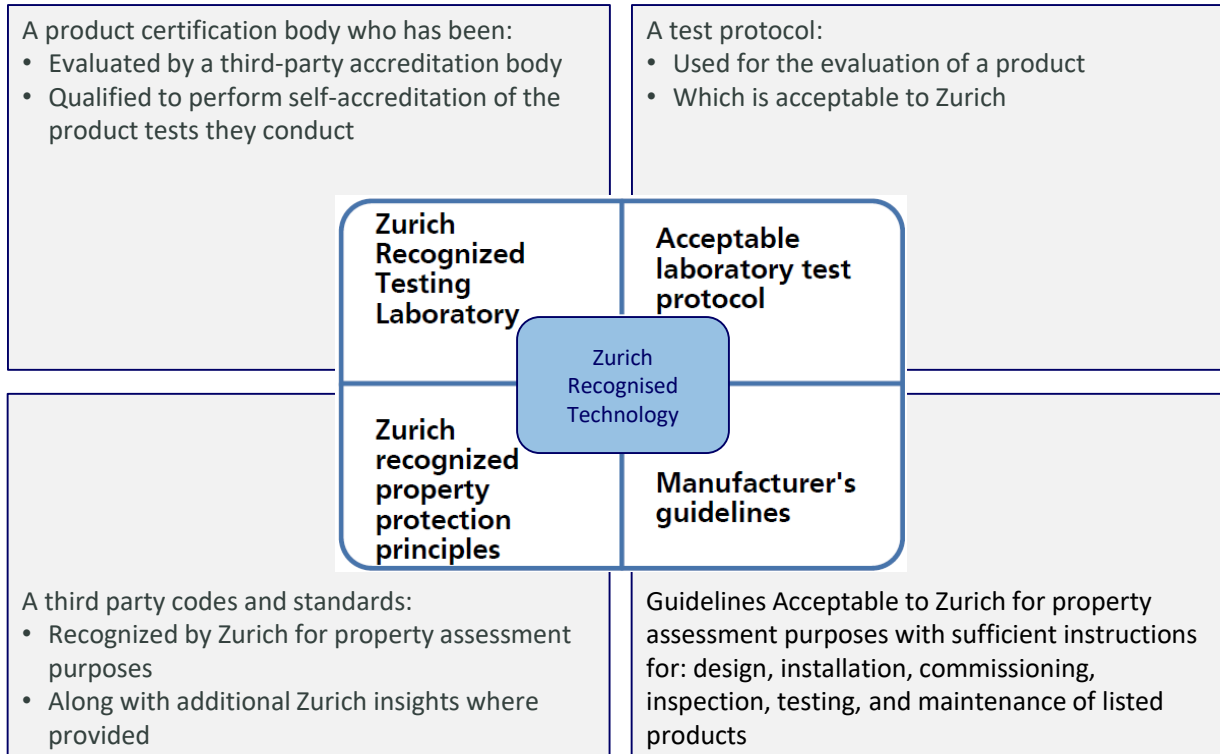 A product certification body who has been:
• Evaluated by a third-party accreditation body
• Qualified to perform self-accreditation of the
product tests they conduct
A test protocol:
• Used for the evaluation of a product
• Which is acceptable to Zurich
Zurich
Recognized
Testing
Laboratory
Acceptable
laboratory test
protocol
Zurich
Recognised
Technology
Zurich
recognized
property
protection
principles
Manufacturer's
guidelines
A third party codes and standards:
• Recognized by Zurich for property assessment
purposes
• Along with additional Zurich insights where
provided
Guidelines Acceptable to Zurich for property
assessment purposes with sufficient instructions
for: design, installation, commissioning,
inspection, testing, and maintenance of listed
products